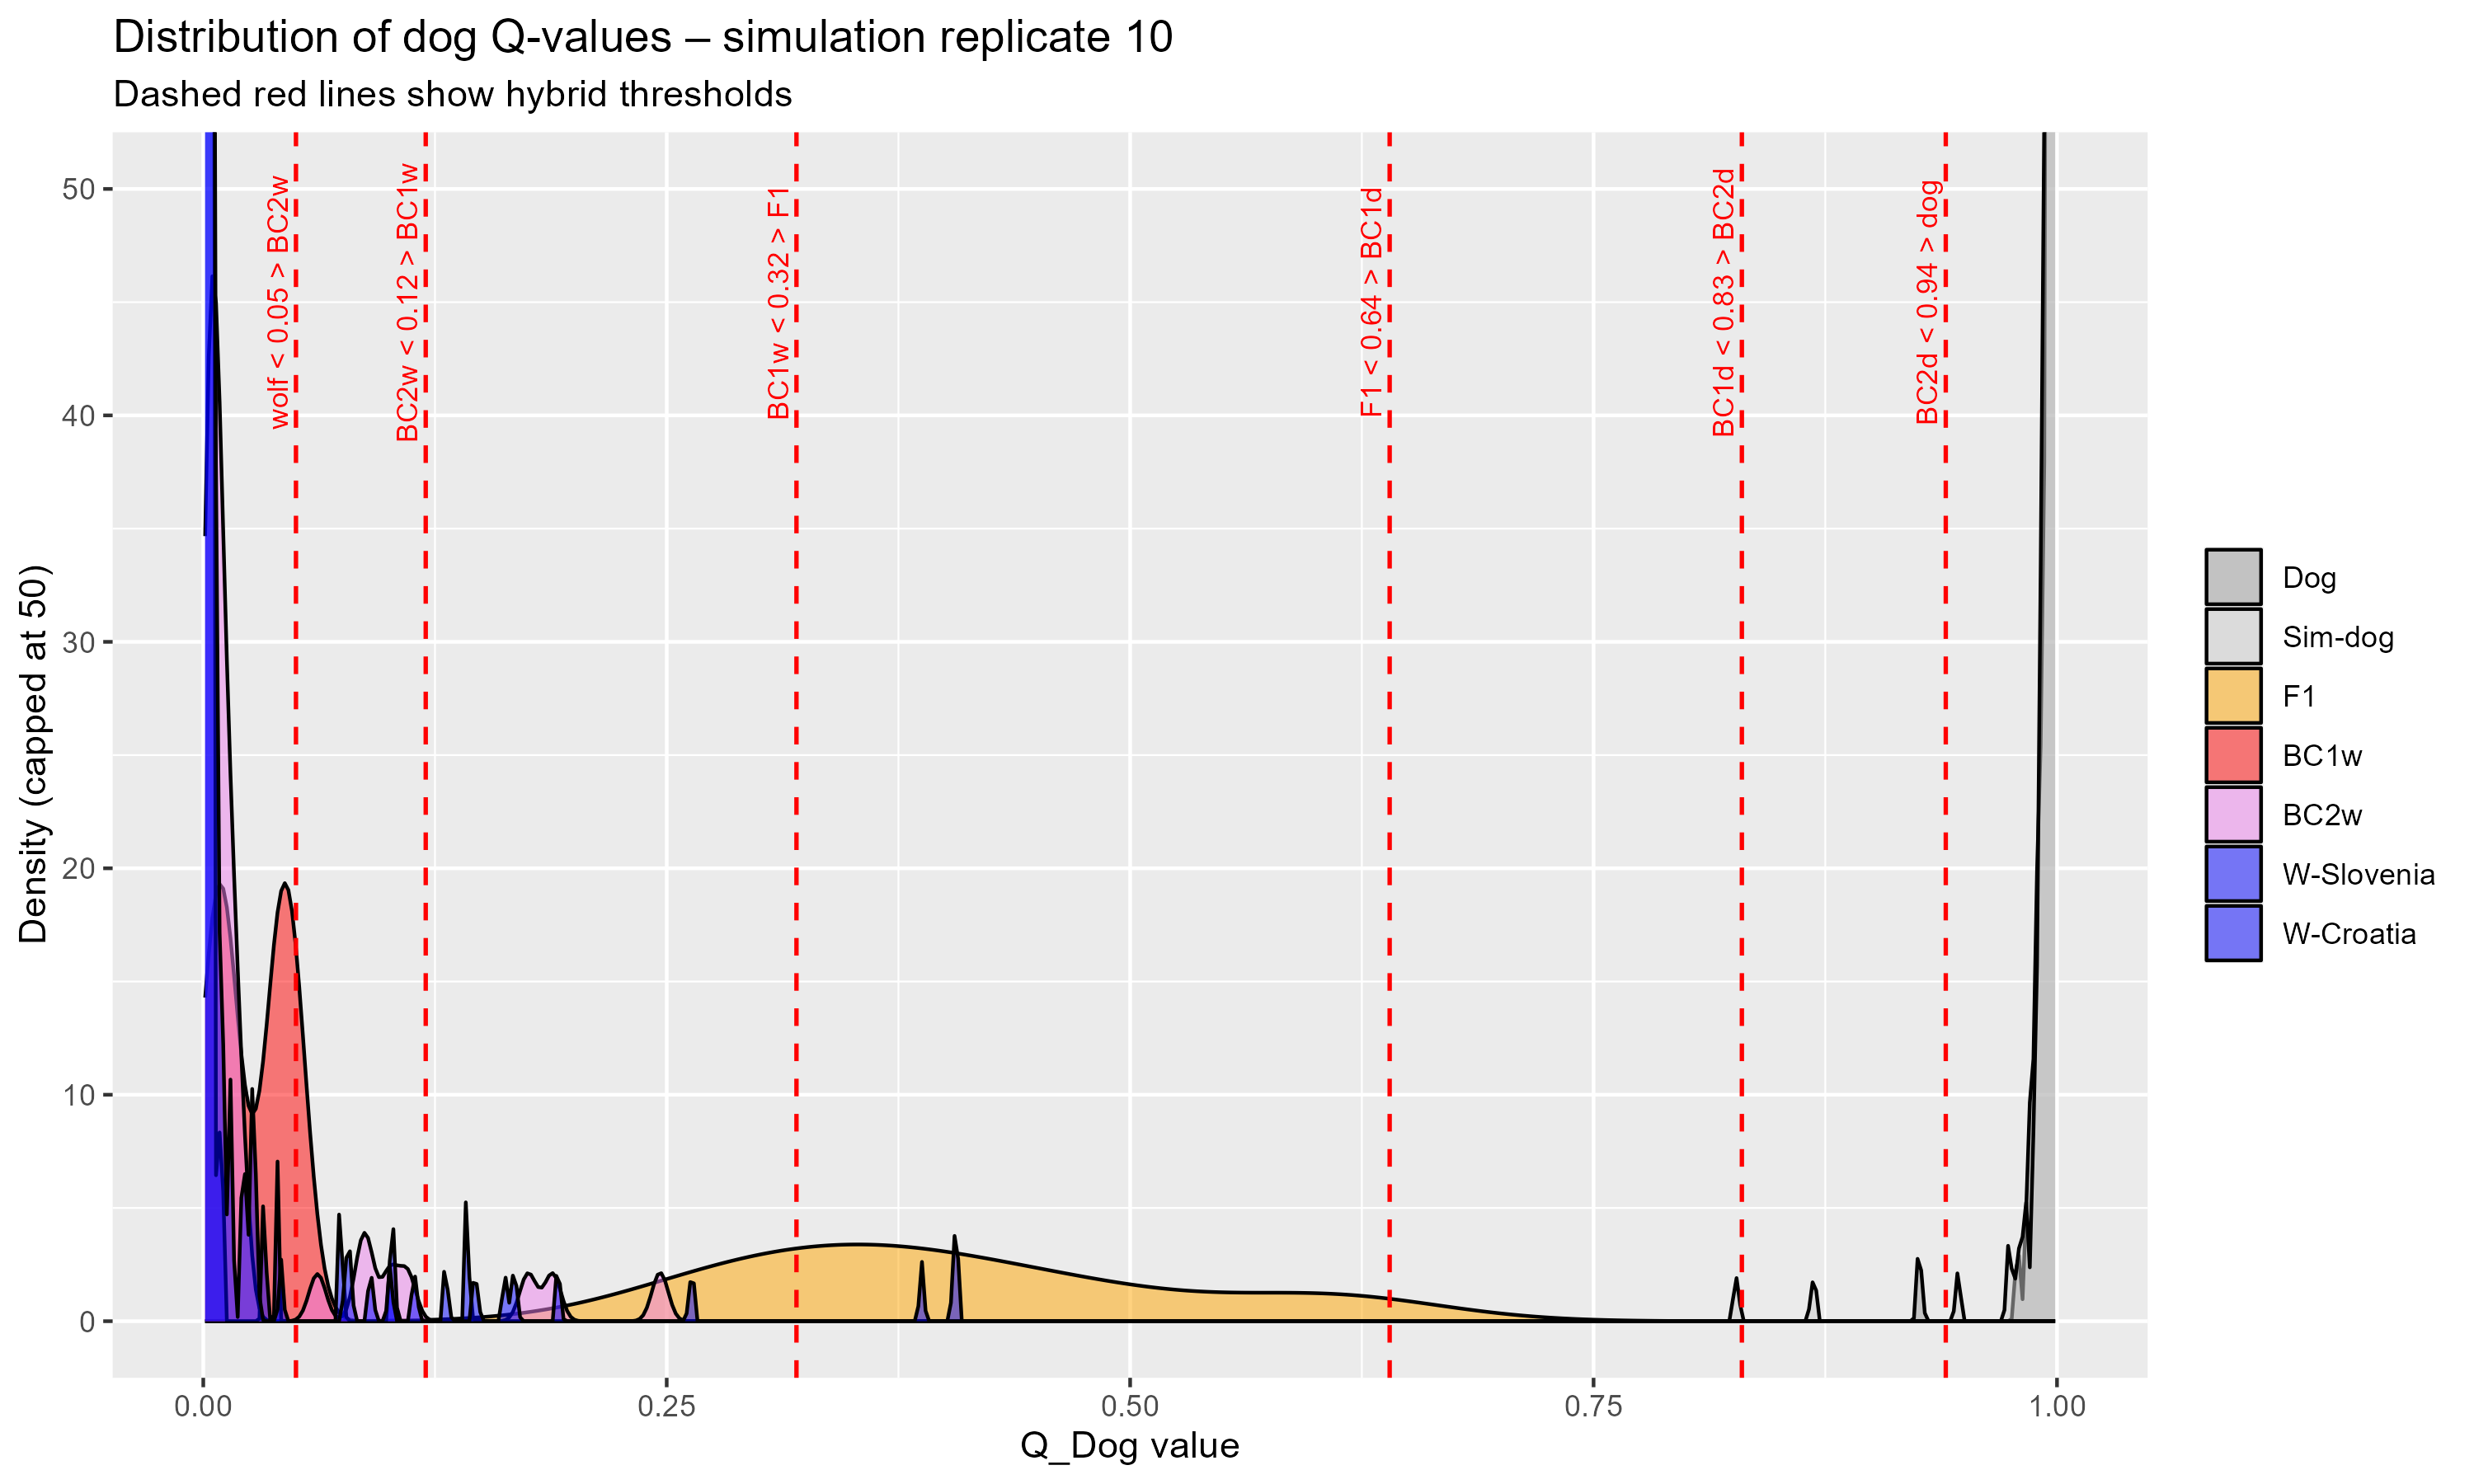 Distribution of dog Q-values – simulation replicate 10
Dashed red lines show hybrid thresholds
Density (capped at 50)
50
40
30
20
10
0
wolf < 0.05 > BC2w
BC2w < 0.12 > BC1w
BC1w < 0.32 > F1
F1 < 0.64 > BC1d
BC1d < 0.83 > BC2d
BC2d < 0.94 > dog
0.00
0.25
0.50
0.75
1.00
Q_Dog value
Dog
Sim-dog
F1
BC1w
BC2w
W-Slovenia
W-Croatia